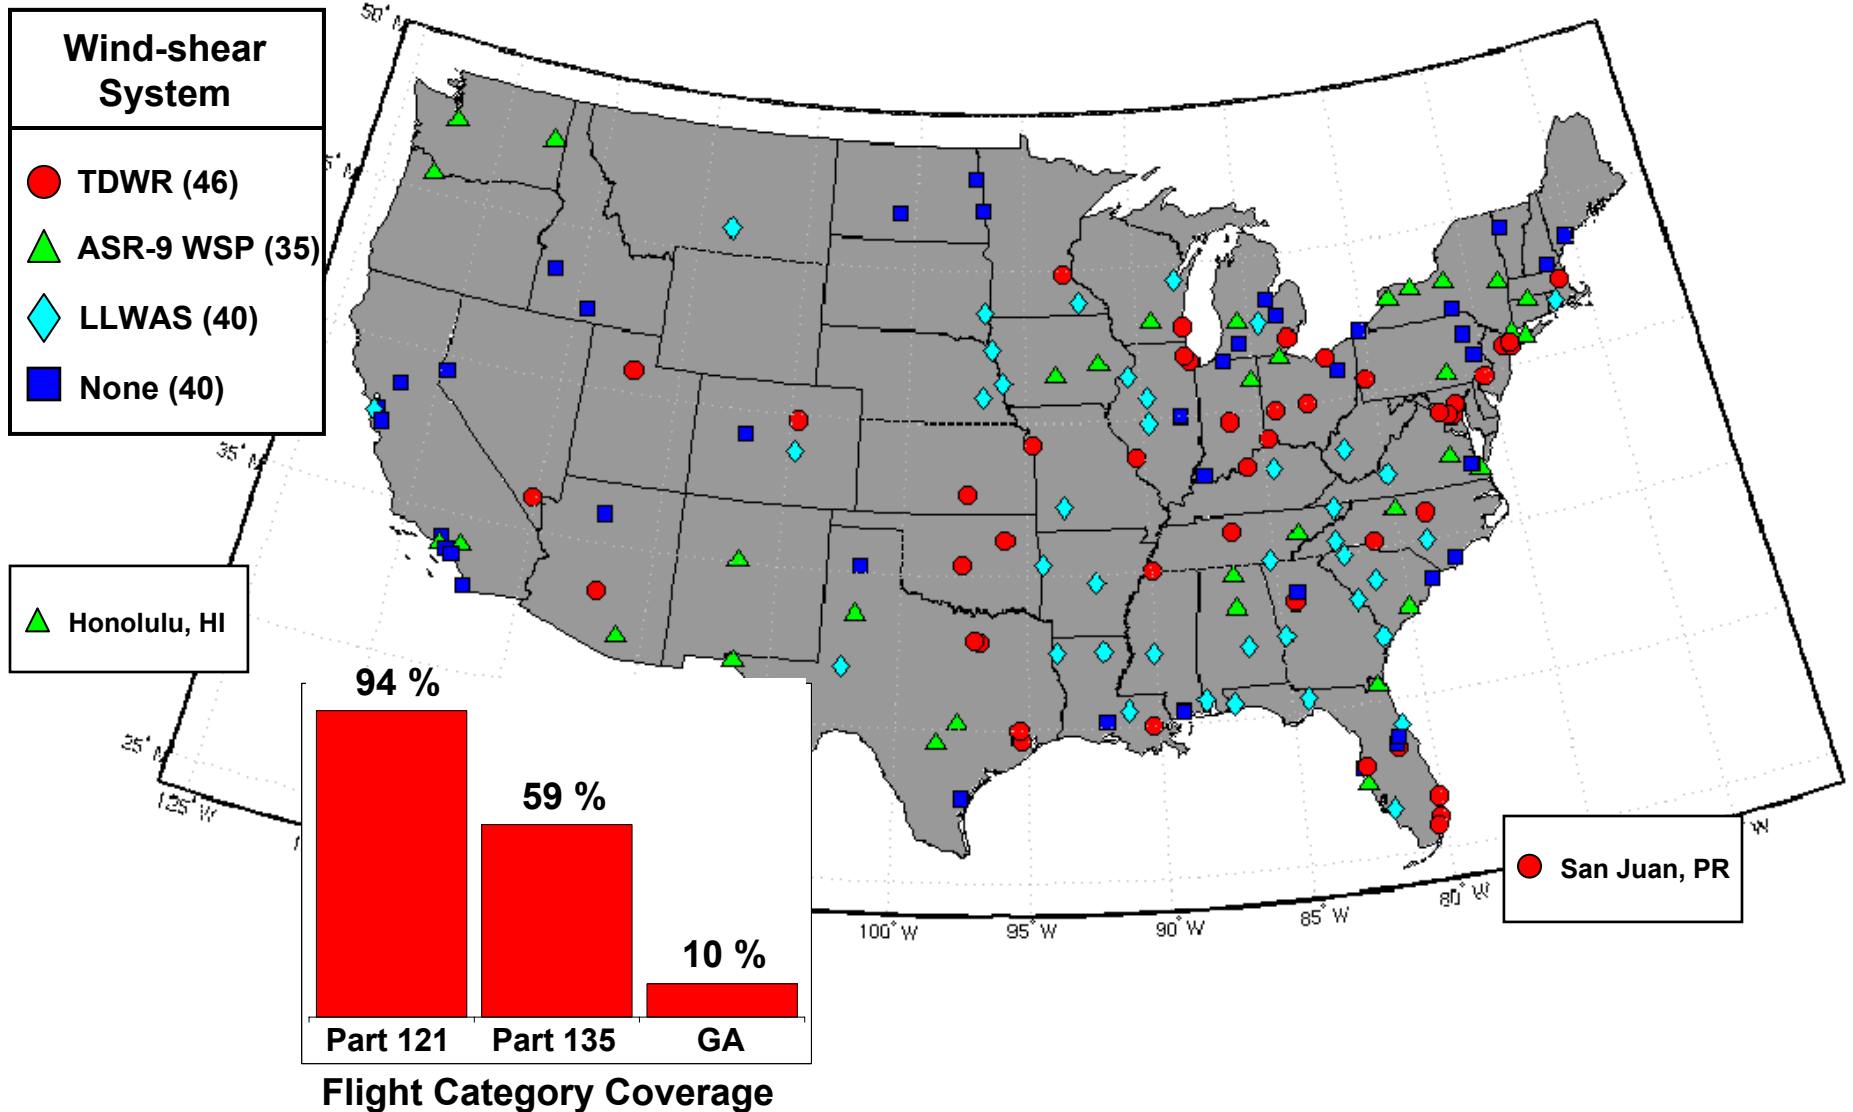 50° N
Wind-shear
System
5° N
TDWR (46)
ASR-9 WSP (35)
LLWAS (40)
None (40)
35° N
Honolulu, HI
25° N
125° W
94 %
59 %
10 %
Part 121 Part 135 GA
Flight Category Coverage
100° W 95° W 90° W 85° W 80° W W
San Juan, PR